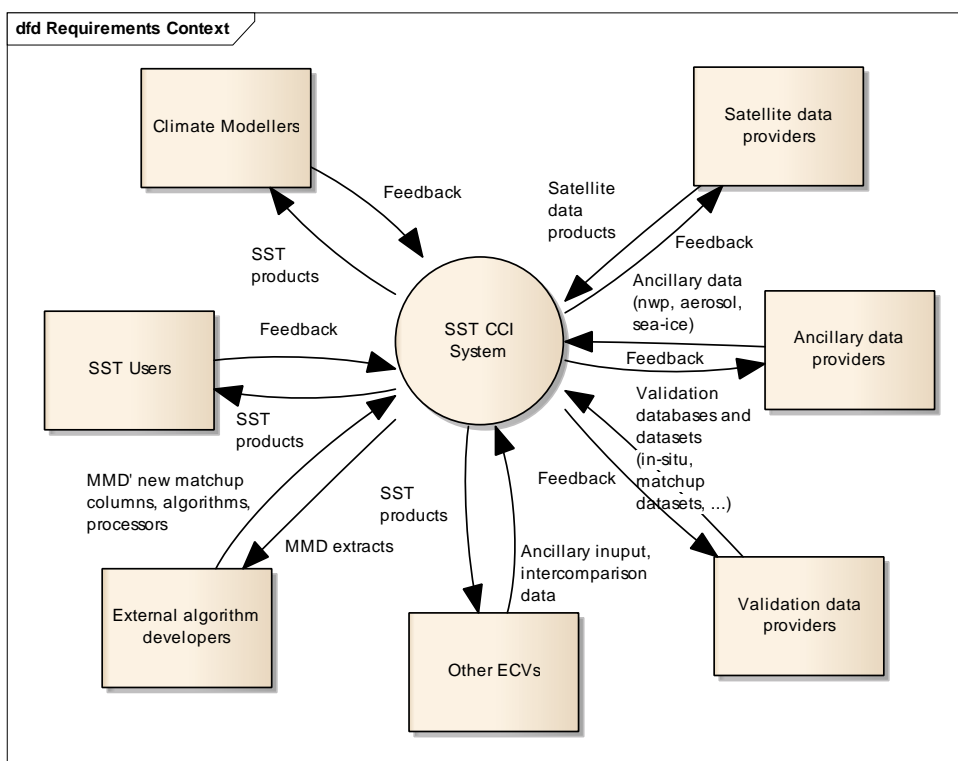 dfd Requirements Context
Climate Modellers
Satellite data
providers
Feedback
Satellite
data
products
Feedback
SST
products
Ancillary data
(nwp, aerosol,
sea-ice)
SST CCI
System
Feedback
SST Users
Ancillary data
providers
Feedback
SST
products
Validation
databases and
datasets
(in-situ,
matchup
datasets, ...)
MMD' new matchup
columns, algorithms,
processors
SST
products
Feedback
MMD extracts
Ancillary inuput,
intercomparison
data
External algorithm
developers
Other ECVs
Validation data
providers